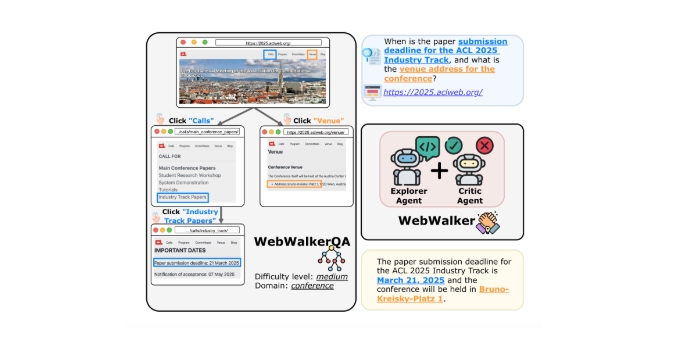 https://2025.aclweb.org/
Calls Program Committees Venue Blog
Click "Calls"
Click "Venue"
...calls/main_conference_papers/
Calls Program Committees Venue Blog
CALL FOR
Main Conference Papers
Student Research Workshop
System Demonstration
Tutorials
Industry Track Papers
https://2025.aclweb.org/venue/
Calls Program Committees Venue Blog
Venue
Conference Venue
The Conference itself will be held at the Austria Center
Click "Industry
Track Papers"
.../calls/industry_track/
Calls Program Committees Venue Blog
IMPORTANT DATES
Paper submission deadline: 21 March 2025
Notification of acceptance: 07 May 2025
WebWalkerQA
Difficulty level: medium
Domain: conference
When is the paper submission
deadline for the ACL 2025
Industry Track, and what is
the venue address for the
conference?
https://2025.aclweb.org/
Explorer
Agent
+
Critic
Agent
WebWalker
The paper submission deadline for
the ACL 2025 Industry Track is
March 21, 2025 and the
conference will be held in Bruno-
Kreisky-Platz 1.